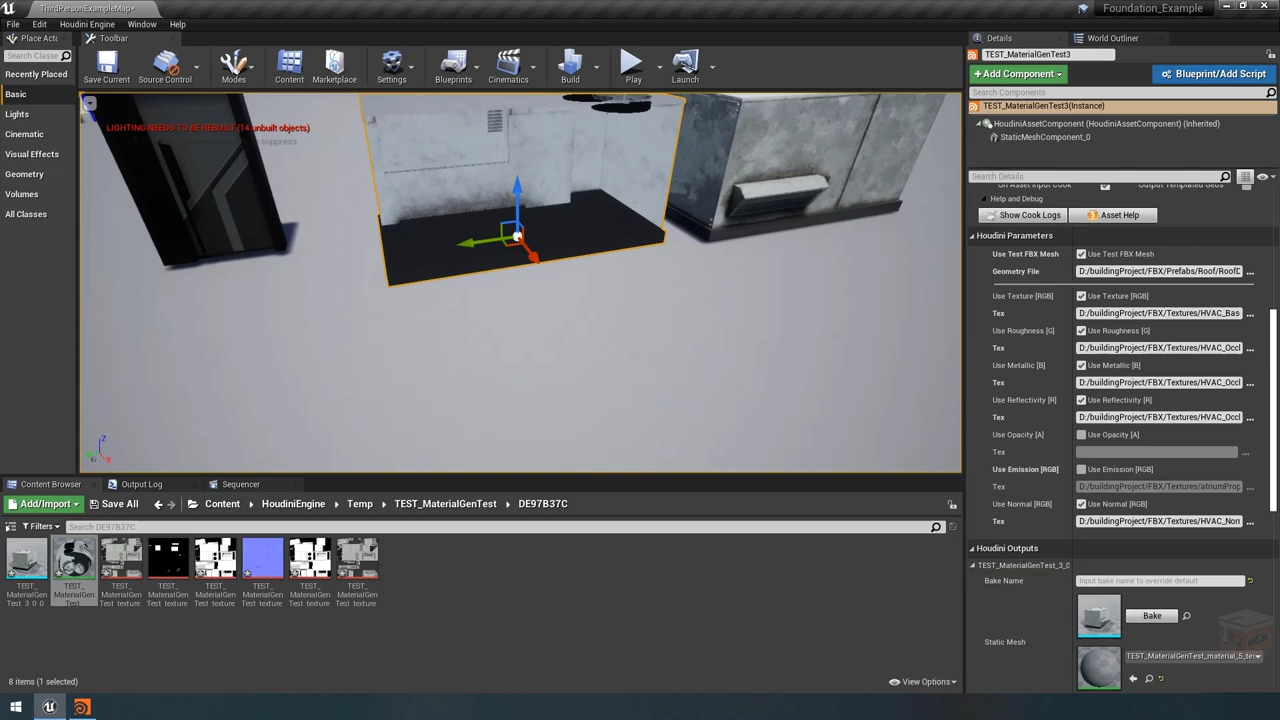 ThirdPersonExampleMap*
Foundation_Example
File Edit Houdini Engine Window Help
Place Act
Toolbar
Details
World Outliner
Search Classe
Recently Placed
Basic
Lights
Cinematic
Visual Effects
Geometry
Volumes
All Classes
Save Current
Source Control
Modes
Content
Marketplace
Settings
Blueprints
Cinematics
Build
Play
Launch
LIGHTING NEEDS TO BE REBUILT (14 unbuilt objects)
suppress
TEST_MaterialGenTest3
+Add Component
Blueprint/Add Script
Search Components
TEST_MaterialGenTest3(Instance)
HoudiniAssetComponent (HoudiniAssetComponent) (Inherited)
StaticMeshComponent_0
Search Details
On Asset Input Cook
Output Templated Geos
Help and Debug
Show Cook Logs
Asset Help
Houdini Parameters
Use Test FBX Mesh Use Test FBX Mesh
Geometry File D:/buildingProject/FBX/Prefabs/Roof/RoofD ...
Use Texture [RGB] Use Texture [RGB]
Tex D:/buildingProject/FBX/Textures/HVAC_Bas ...
Use Roughness [G] Use Roughness [G]
Tex D:/buildingProject/FBX/Textures/HVAC_Occl ...
Use Metallic [B] Use Metallic [B]
Tex D:/buildingProject/FBX/Textures/HVAC_Occl ...
Use Reflectivity [R] Use Reflectivity [R]
Tex D:/buildingProject/FBX/Textures/HVAC_Occl ...
Use Opacity [A] Use Opacity [A]
Tex ...
Use Emission [RGB] Use Emission [RGB]
Tex D:/buildingProject/FBX/Textures/atriumProp ...
Use Normal [RGB] Use Normal [RGB]
Tex D:/buildingProject/FBX/Textures/HVAC_Norr ...
Houdini Outputs
TEST_MaterialGenTest_3_0
Bake Name Input bake name to override default
Bake
Static Mesh
TEST_MaterialGenTest_material_5_te
Z
X
Content Browser
Output Log
Sequencer
Add/Import
Save All
Content HoudiniEngine Temp TEST_MaterialGenTest DE97B37C
Filters
Search DE97B37C
TEST_ MaterialGen Test_3_0_0
TEST_ MaterialGen Test_
TEST_ MaterialGen Test_texture
TEST_ MaterialGen Test_texture
TEST_ MaterialGen Test_texture
TEST_ MaterialGen Test_texture
TEST_ MaterialGen Test_texture
TEST_ MaterialGen Test_texture
8 items (1 selected)
View Options